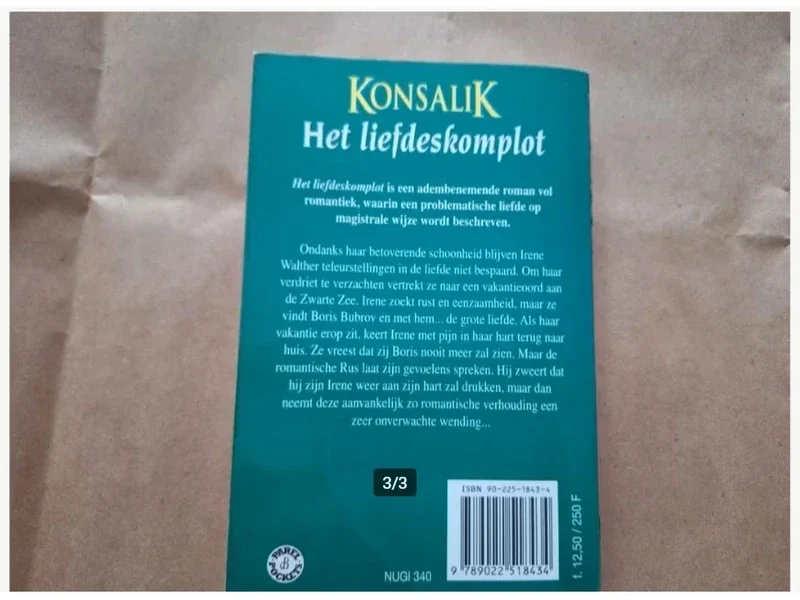 KONSALIK
Het liefdeskomplot
Het liefdeskomplot is een adembenemende roman vol
romantiek, waarin een problematische liefde op
magistrale wijze wordt beschreven.
Ondanks haar betoverende schoonheid blijven Irene
Walther teleurstellingen in de liefde niet bespaard. Om haar
verdriet te verzachten vertrekt ze naar een vakantieoord aan
de Zwarte Zee. Irene zoekt rust en eenzaamheid, maar ze
vindt Boris Bubrov en met hem... de grote liefde. Als haar
vakantie erop zit, keert Irene met pijn in haar hart terug naar
huis. Ze vreest dat zij Boris nooit meer zal zien. Maar de
romantische Rus laat zijn gevoelens spreken. Hij zweert dat
hij zijn Irene weer aan zijn hart zal drukken, maar dan
neemt deze aanvankelijk zo romantische verhouding een
zeer onverwachte wending...
3/3
ISBN 90-225-1843-4
9 789022 518434
f. 12,50 / 250 F
NUGI 340
PAREL
POCKETS